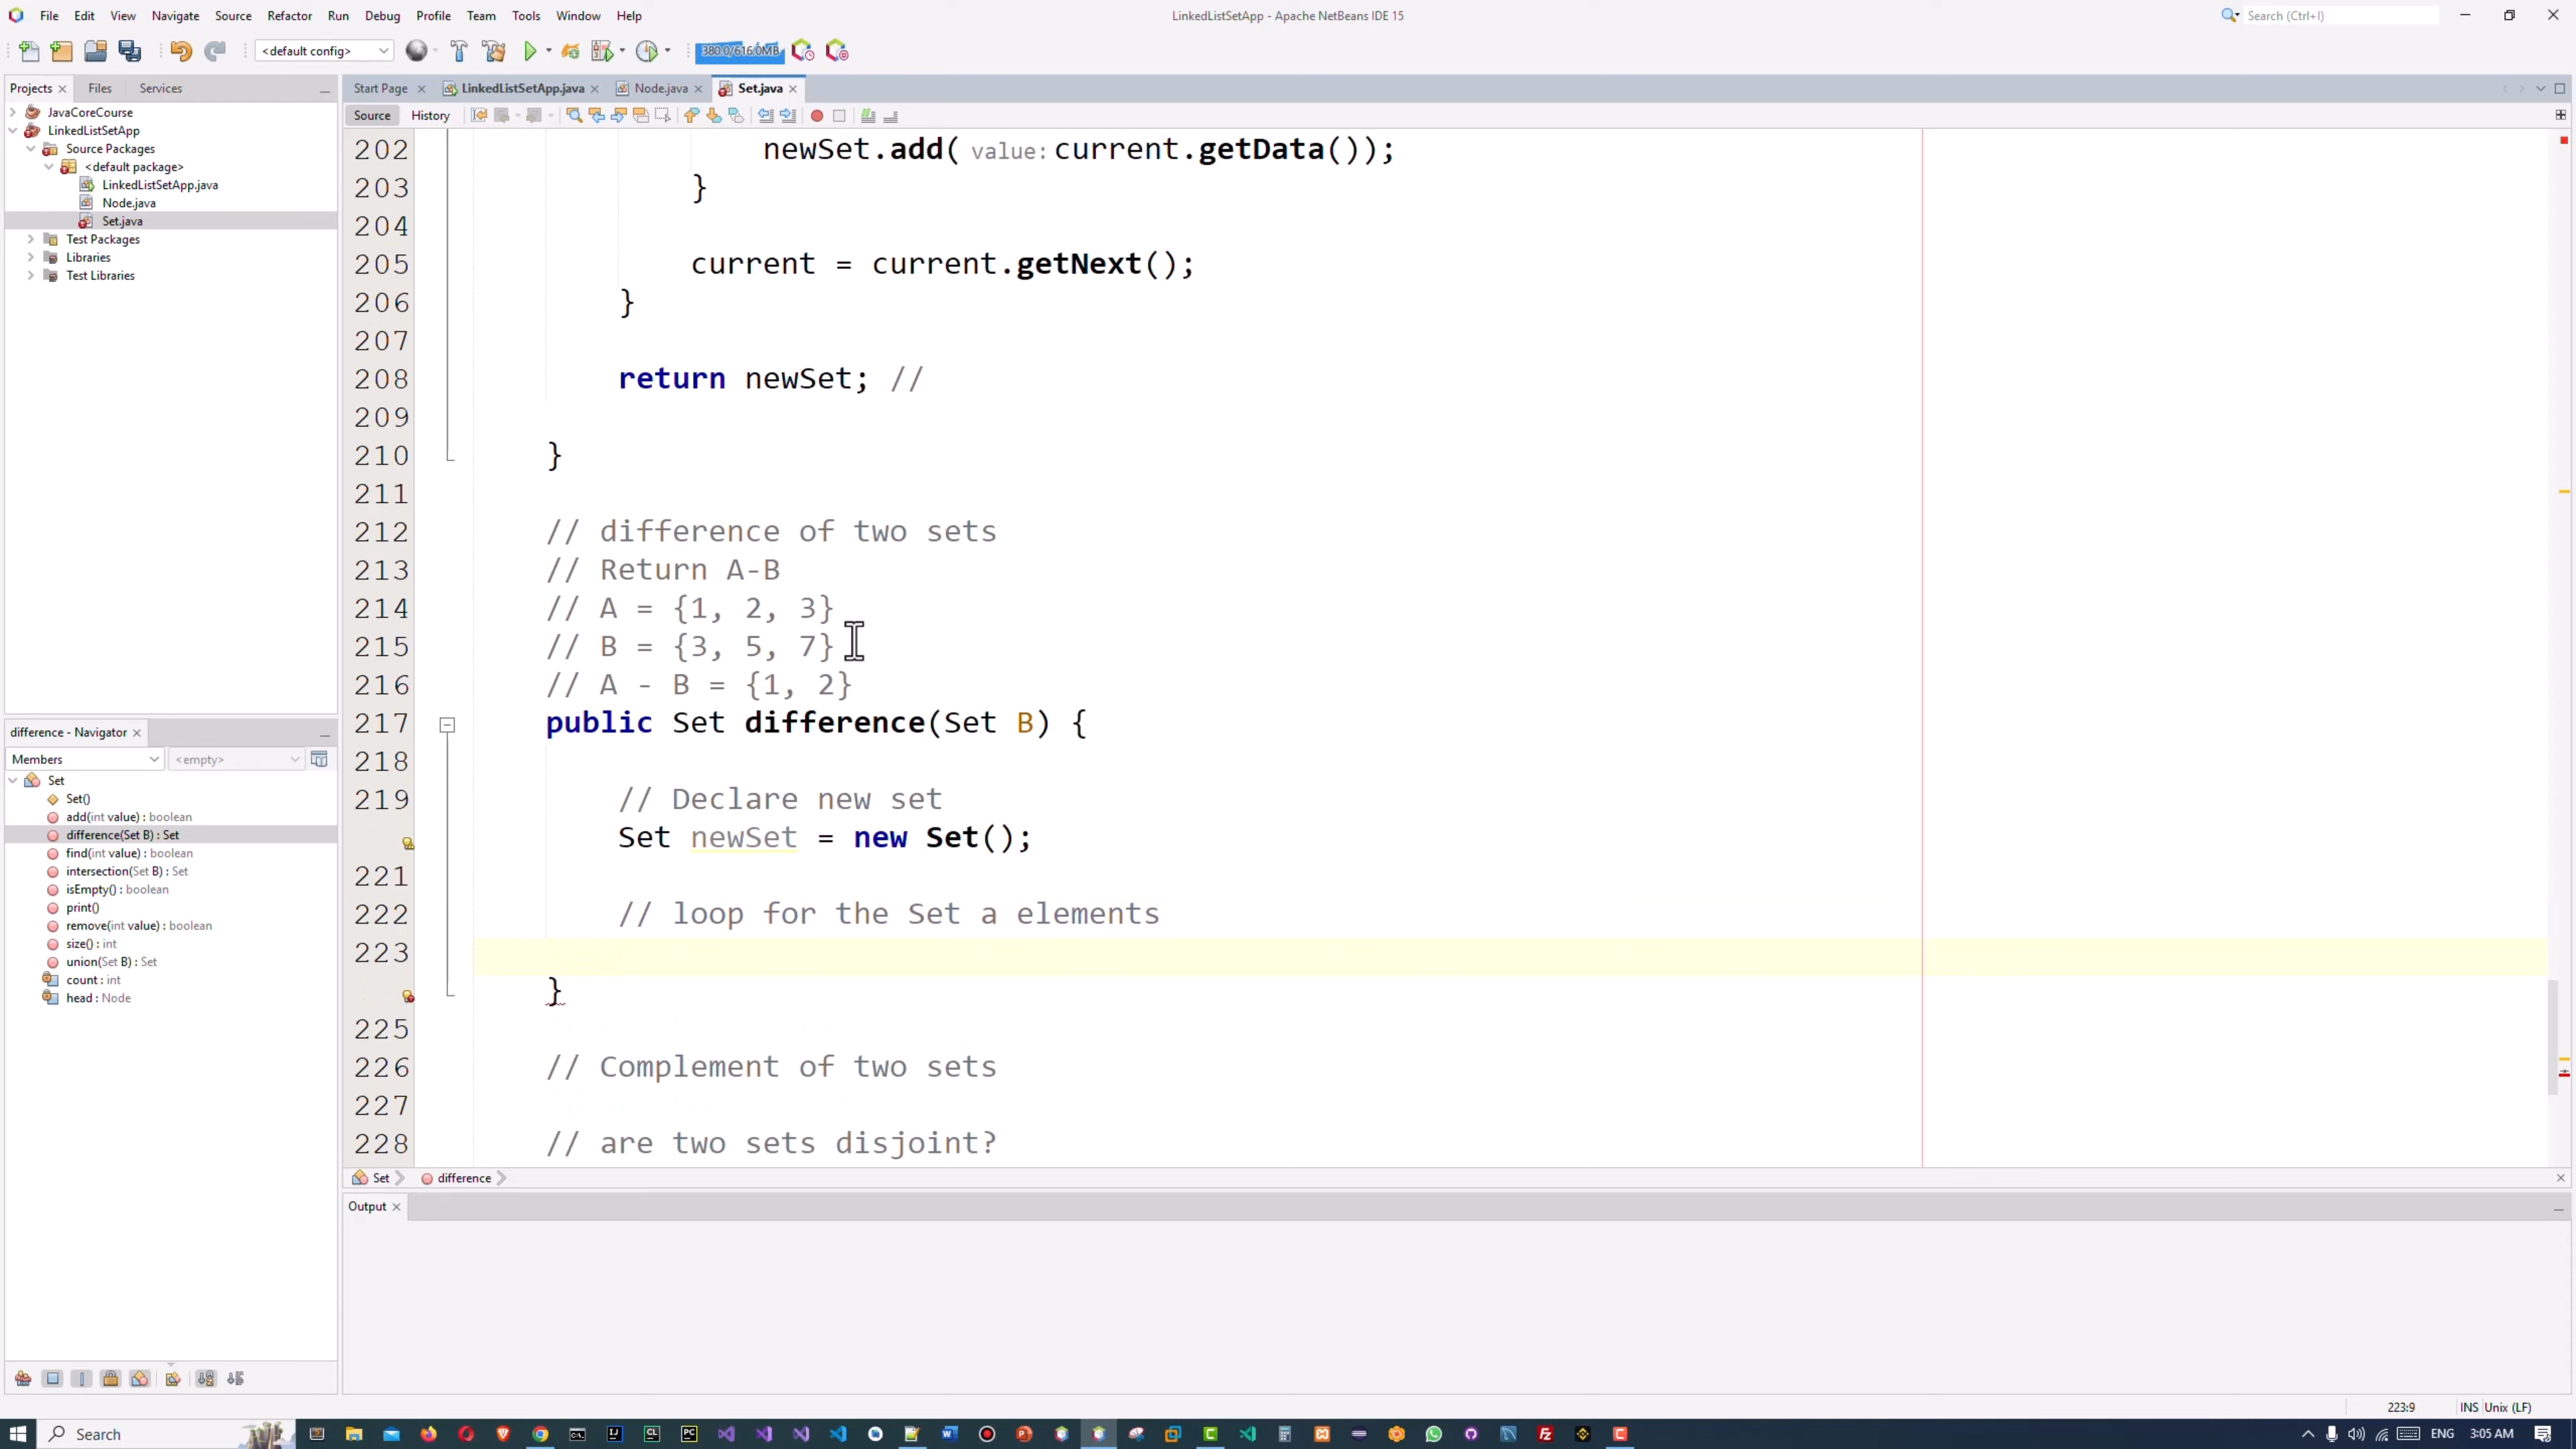 File Edit View Navigate Source Refactor Run Debug Profile Team Tools Window Help
LinkedListSetApp - Apache NetBeans IDE 15
Search (Ctrl+I)
<default config>
380.0/616.0MB
Projects Files Services
Start Page LinkedListSetApp.java Node.java Set.java
Source History
JavaCoreCourse
LinkedListSetApp
Source Packages
<default package>
LinkedListSetApp.java
Node.java
Set.java
Test Packages
Libraries
Test Libraries
202 newSet.add( value: current.getData());
203 }
204
205 current = current.getNext();
206 }
207
208 return newSet; //
209
210 }
211
212 // difference of two sets
213 // Return A-B
214 // A = {1, 2, 3}
215 // B = {3, 5, 7}
216 // A - B = {1, 2}
217 public Set difference(Set B) {
218
219 // Declare new set
Set newSet = new Set();
221
222 // loop for the Set a elements
223
}
225
226 // Complement of two sets
227
228 // are two sets disjoint?
difference - Navigator
Members <empty>
Set
Set()
add(int value) : boolean
difference(Set B) : Set
find(int value) : boolean
intersection(Set B) : Set
isEmpty() : boolean
print()
remove(int value) : boolean
size() : int
union(Set B) : Set
count : int
head : Node
Set difference
Output
223:9 INS Unix (LF)
Search
ENG 3:05 AM